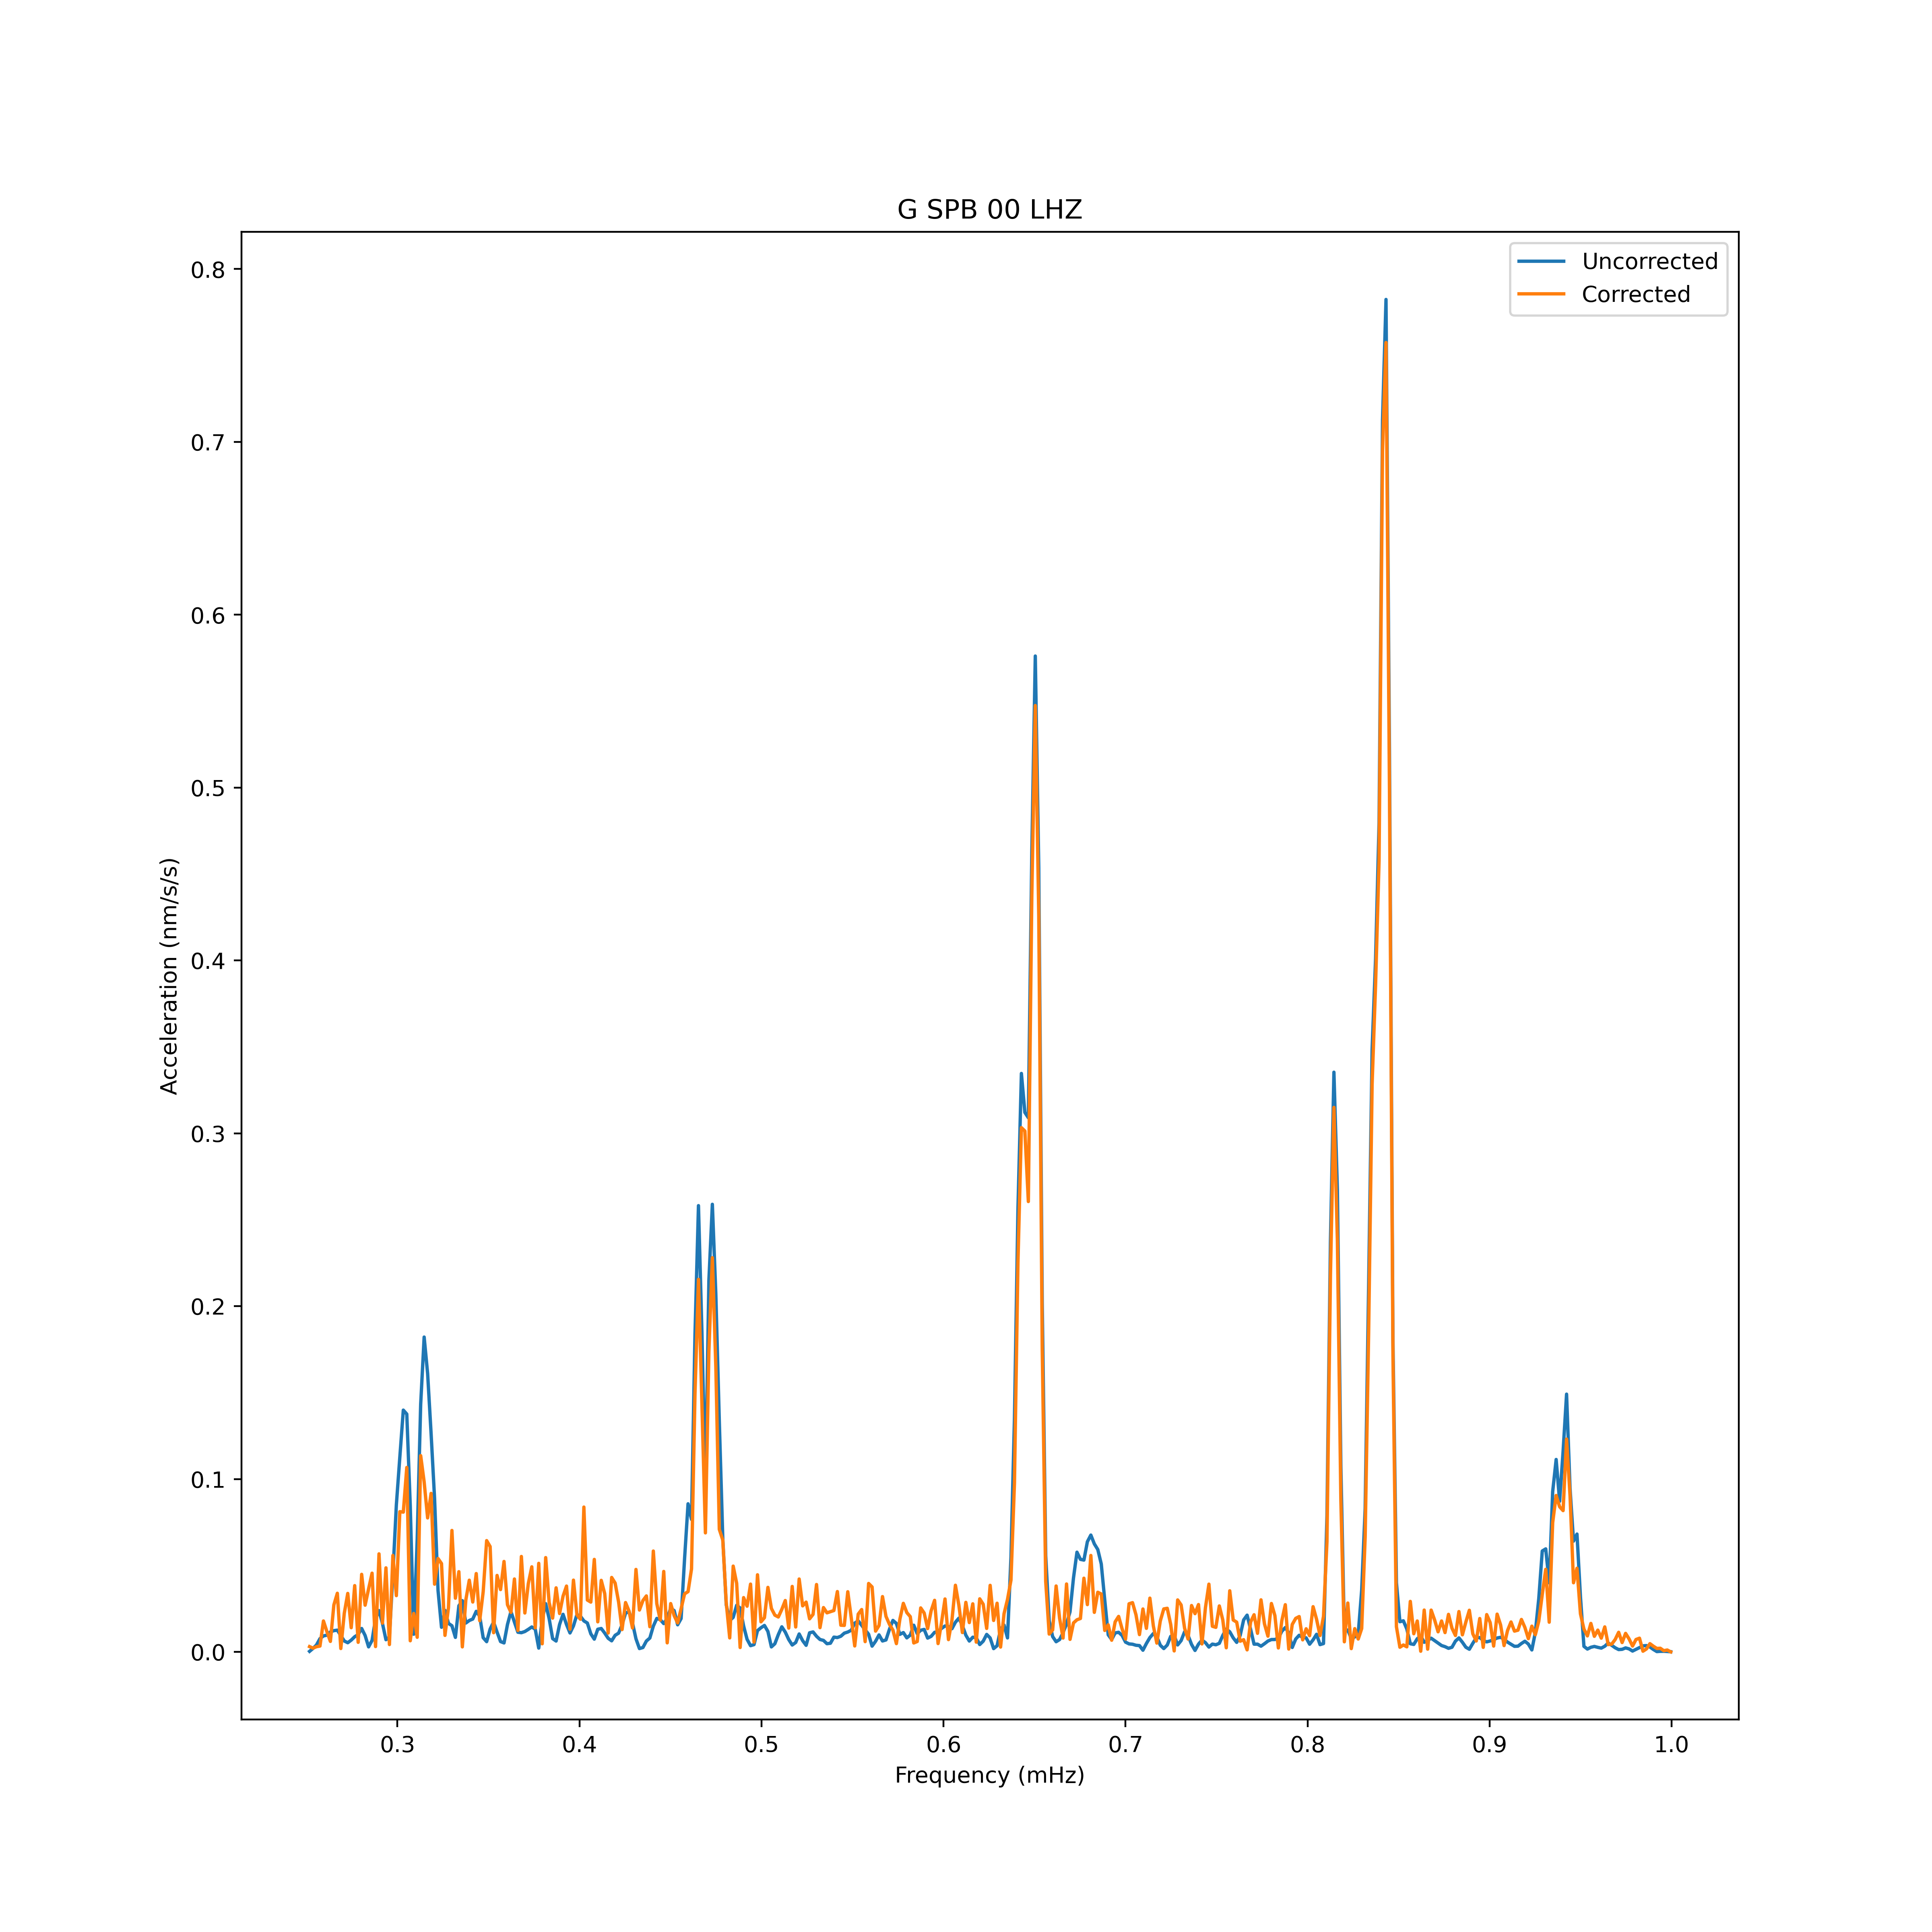 G SPB 00 LHZ
Uncorrected
Corrected
0.8
0.7
0.6
0.5
0.4
0.3
0.2
0.1
0.0
Acceleration (nm/s/s)
0.3 0.4 0.5 0.6 0.7 0.8 0.9 1.0
Frequency (mHz)